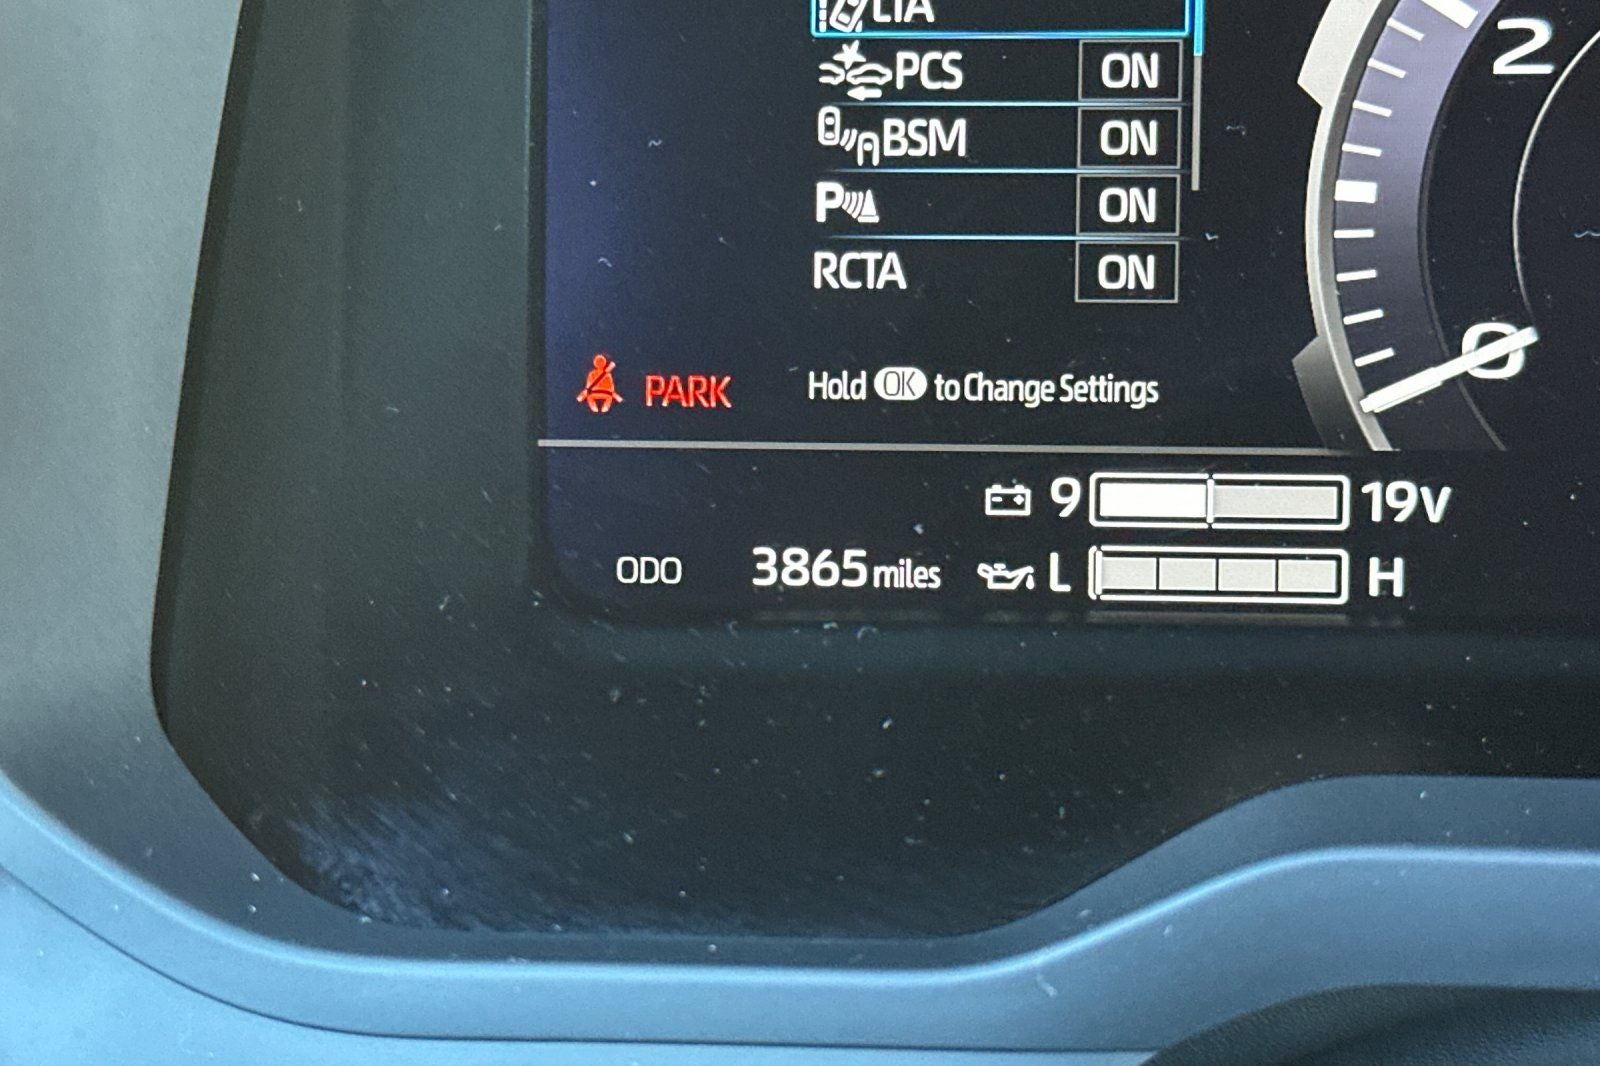 LTA
2
PCS ON
BSM ON
P ON
RCTA ON
0
PARK Hold OK to Change Settings
9 19V
ODO 3865 miles L H